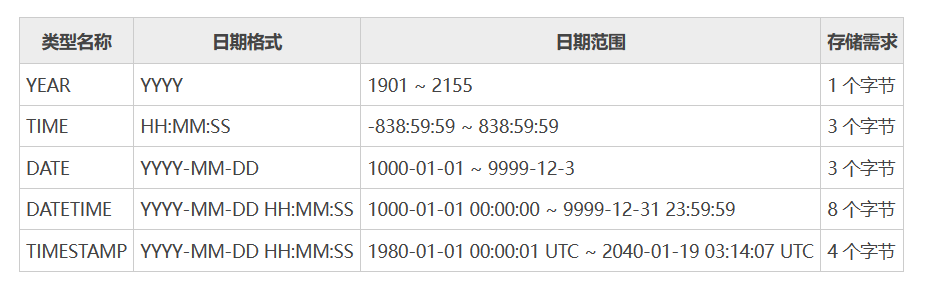 类型名称 日期格式 日期范围 存储需求
YEAR YYYY 1901 ~ 2155 1 个字节
TIME HH:MM:SS -838:59:59 ~ 838:59:59 3 个字节
DATE YYYY-MM-DD 1000-01-01 ~ 9999-12-3 3 个字节
DATETIME YYYY-MM-DD HH:MM:SS 1000-01-01 00:00:00 ~ 9999-12-31 23:59:59 8 个字节
TIMESTAMP YYYY-MM-DD HH:MM:SS 1980-01-01 00:00:01 UTC ~ 2040-01-19 03:14:07 UTC 4 个字节